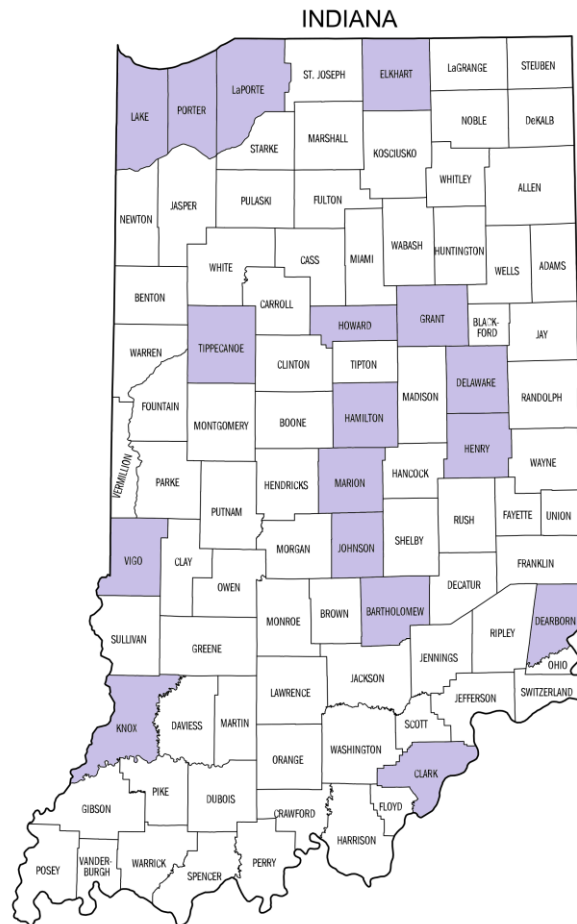 INDIANA
LAKE
PORTER
LaPORTE
ST. JOSEPH
ELKHART
LaGRANGE
STEUBEN
NOBLE
DeKALB
STARKE
MARSHALL
KOSCIUSKO
WHITLEY
ALLEN
NEWTON
JASPER
PULASKI
FULTON
WHITE
CASS
MIAMI
WABASH
HUNTINGTON
WELLS
ADAMS
BENTON
CARROLL
HOWARD
GRANT
BLACK-
FORD
JAY
TIPPECANOE
WARREN
CLINTON
TIPTON
MADISON
DELAWARE
RANDOLPH
FOUNTAIN
MONTGOMERY
BOONE
HAMILTON
HENRY
VERMILLION
PARKE
PUTNAM
HENDRICKS
MARION
HANCOCK
WAYNE
RUSH
FAYETTE
UNION
VIGO
CLAY
OWEN
MORGAN
JOHNSON
SHELBY
FRANKLIN
DECATUR
SULLIVAN
GREENE
MONROE
BROWN
BARTHOLOMEW
JENNINGS
RIPLEY
DEARBORN
OHIO
SWITZERLAND
JEFFERSON
KNOX
DAVIESS
MARTIN
LAWRENCE
JACKSON
SCOTT
WASHINGTON
ORANGE
CLARK
GIBSON
PIKE
DUBOIS
CRAWFORD
FLOYD
HARRISON
POSEY
VANDER-
BURGH
WARRICK
SPENCER
PERRY